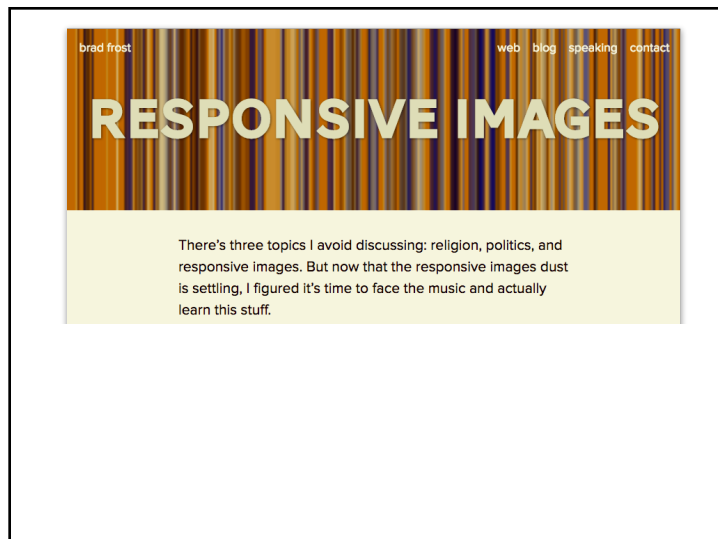 brad frost web blog speaking contact
RESPONSIVE IMAGES
There's three topics I avoid discussing: religion, politics, and
responsive images. But now that the responsive images dust
is settling, I figured it's time to face the music and actually
learn this stuff.